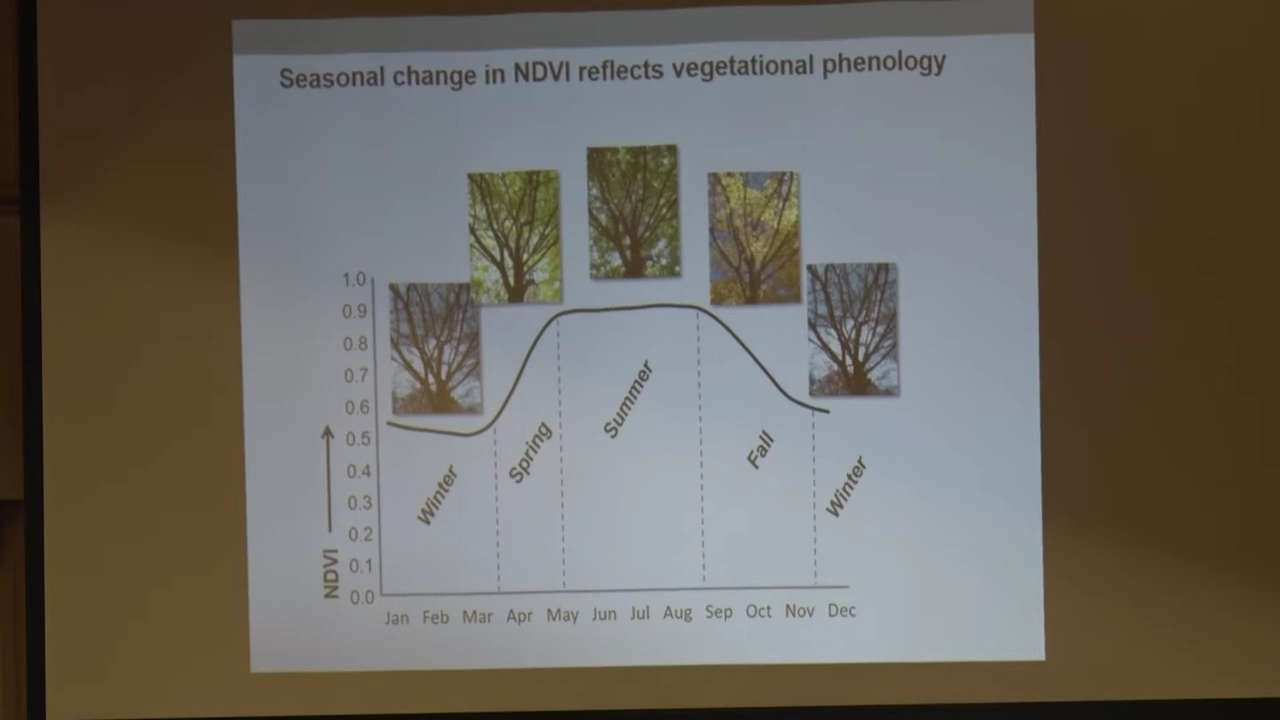 Seasonal change in NDVI reflects vegetational phenology
1.0
0.9
0.8
0.7
0.6
0.5
0.4
0.3
0.2
0.1
0.0
NDVI
Winter
Spring
Summer
Fall
Winter
Jan Feb Mar Apr May Jun Jul Aug Sep Oct Nov Dec